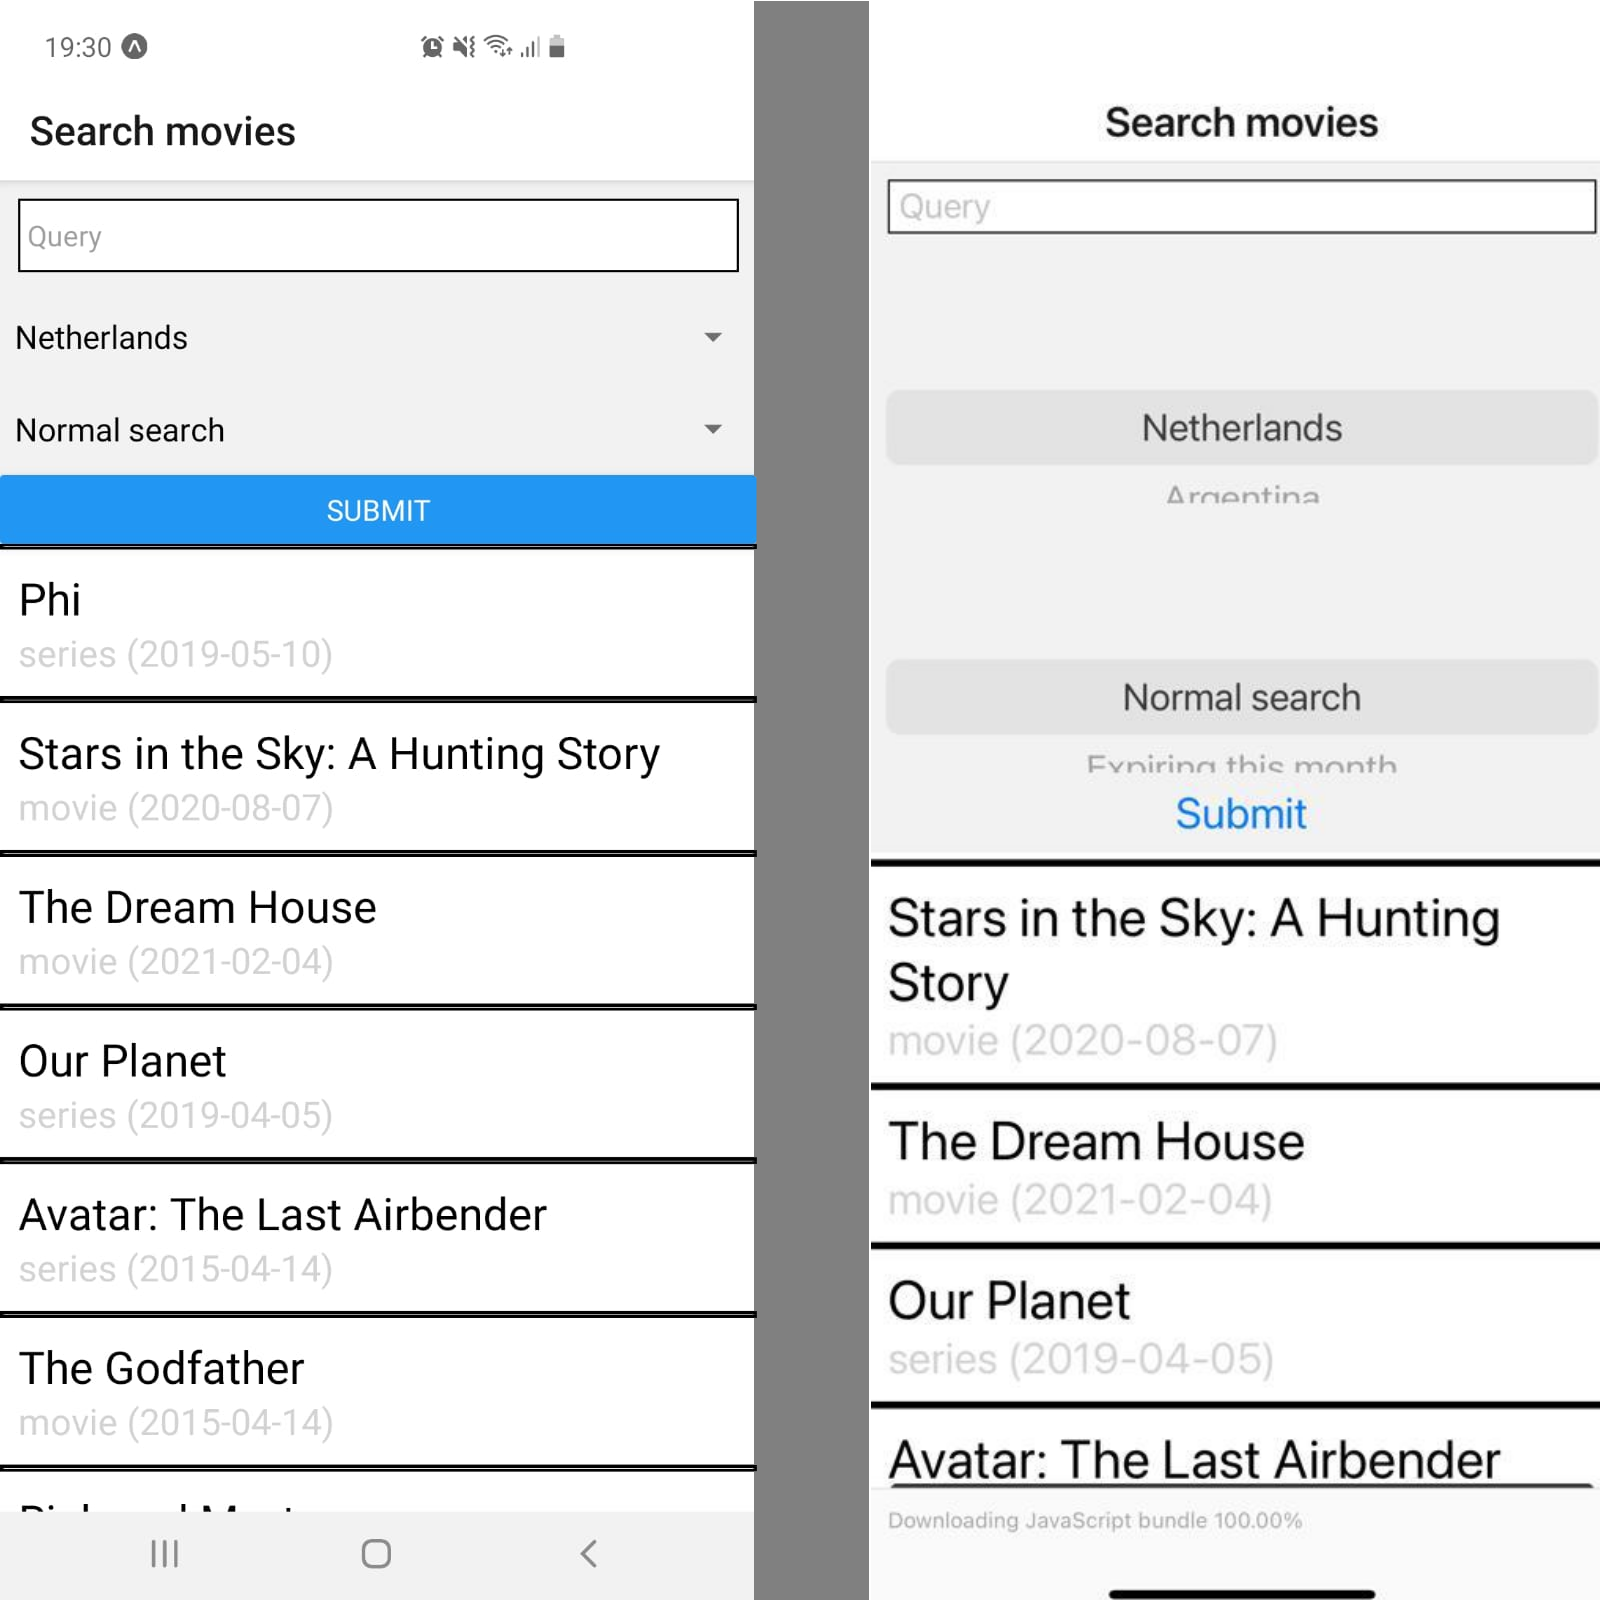 19:30
Search movies
Query
Netherlands
Normal search
SUBMIT
Phi
series (2019-05-10)
Stars in the Sky: A Hunting Story
movie (2020-08-07)
The Dream House
movie (2021-02-04)
Our Planet
series (2019-04-05)
Avatar: The Last Airbender
series (2015-04-14)
The Godfather
movie (2015-04-14)
Search movies
Query
Netherlands
Argentina
Normal search
Expiring this month
Submit
Stars in the Sky: A Hunting
Story
movie (2020-08-07)
The Dream House
movie (2021-02-04)
Our Planet
series (2019-04-05)
Avatar: The Last Airbender
Downloading JavaScript bundle 100.00%